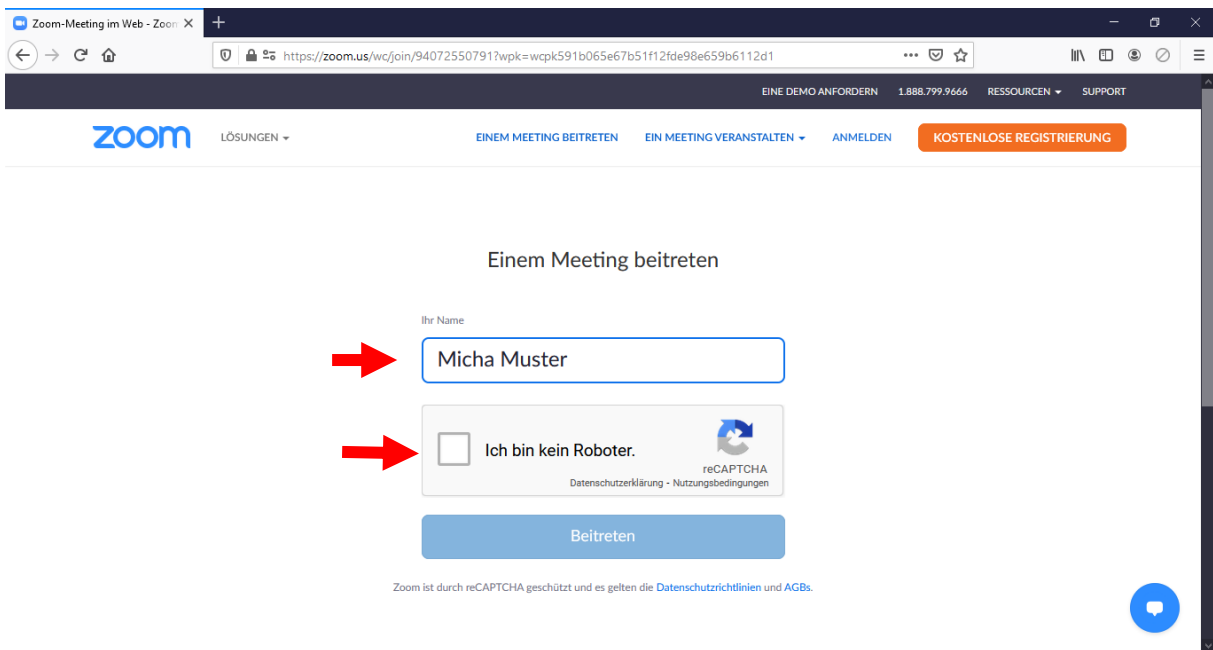 Zoom-Meeting im Web - Zoom
https://zoom.us/wc/join/94072550791?wpk=wcpk591b065e67b51f12fde98e659b6112d1
EINE DEMO ANFORDERN 1.888.799.9666 RESSOURCEN SUPPORT
zoom LÖSUNGEN EINEM MEETING BEITRETEN EIN MEETING VERANSTALTEN ANMELDEN KOSTENLOSE REGISTRIERUNG
Einem Meeting beitreten
Ihr Name
Micha Muster
Ich bin kein Roboter.
reCAPTCHA
Datenschutzerklärung - Nutzungsbedingungen
Beitreten
Zoom ist durch reCAPTCHA geschützt und es gelten die Datenschutzrichtlinien und AGBs.